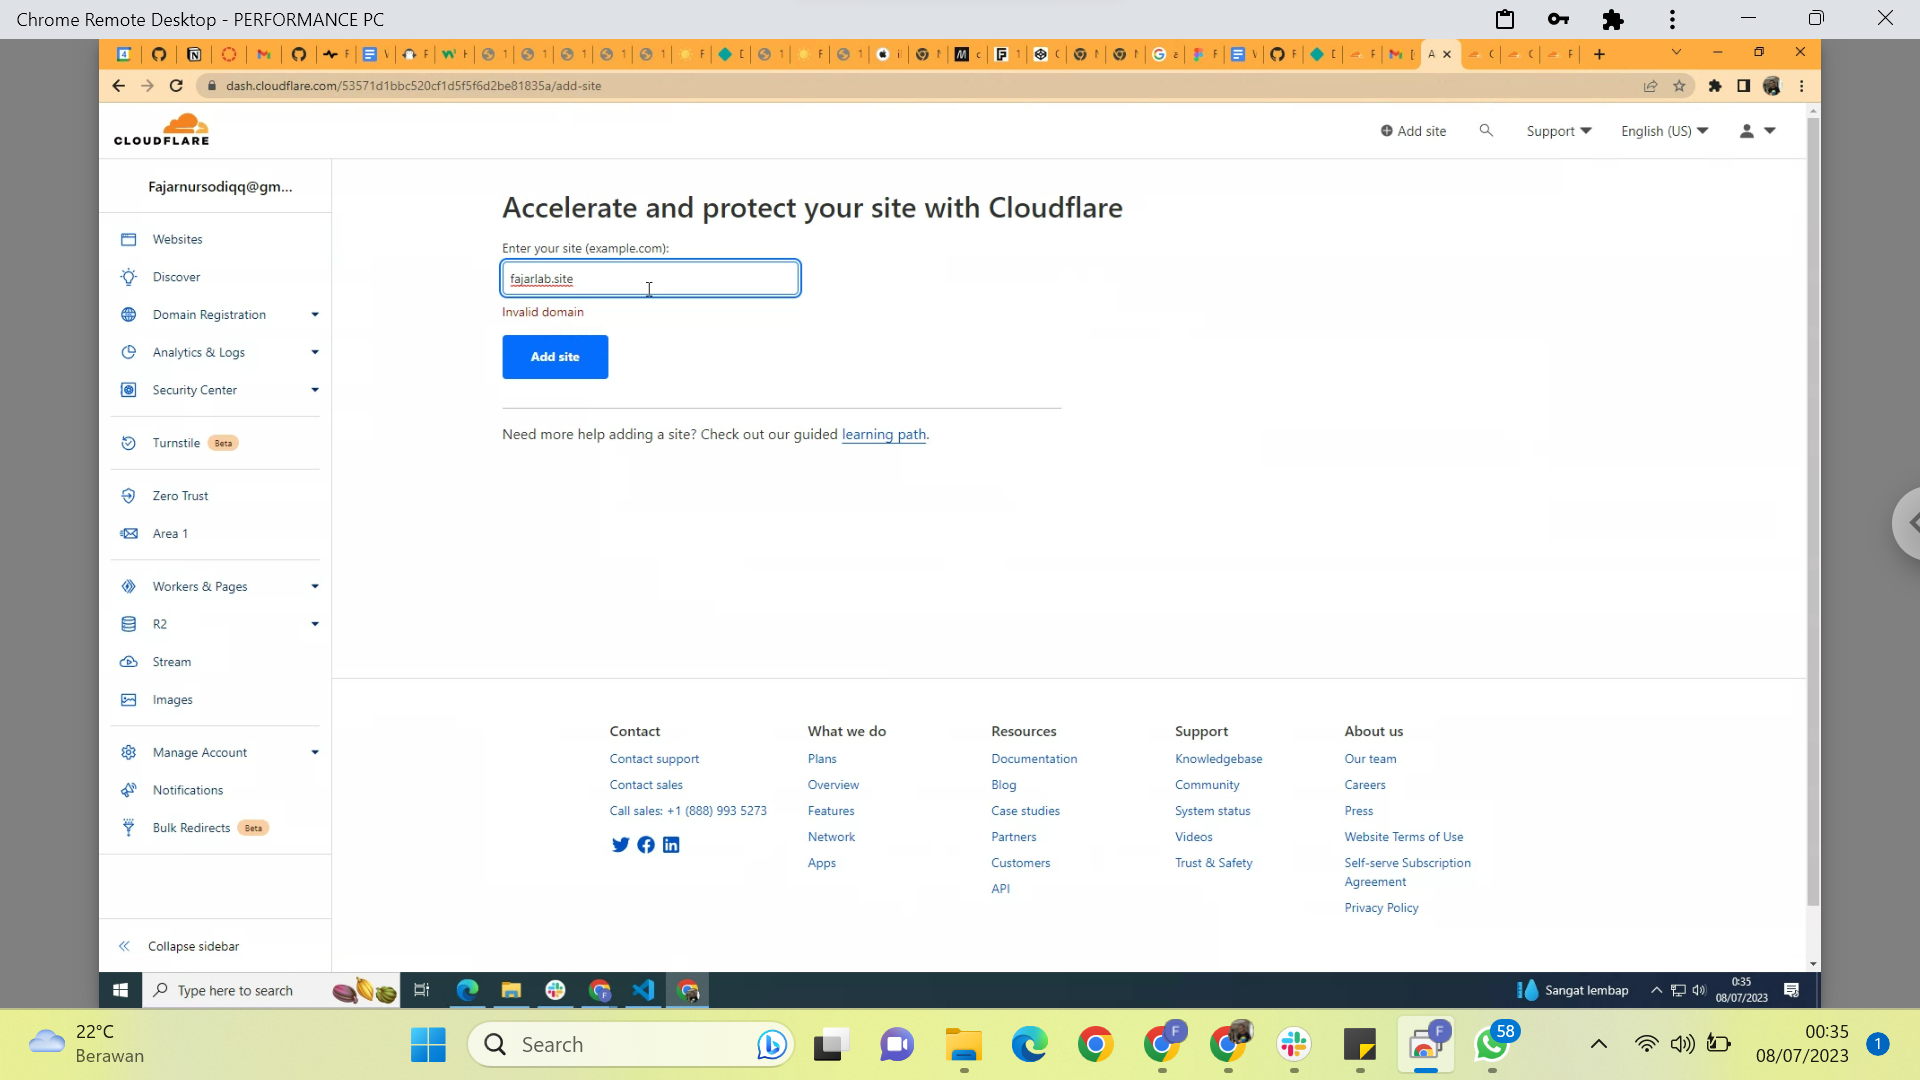 Chrome Remote Desktop - PERFORMANCE PC
dash.cloudflare.com/53571d1bbc520cf1d5f5f6d2be81835a/add-site
CLOUDFLARE
Add site
Support
English (US)
Fajarnursodiqq@gm...
Websites
Discover
Domain Registration
Analytics & Logs
Security Center
Turnstile Beta
Zero Trust
Area 1
Workers & Pages
R2
Stream
Images
Manage Account
Notifications
Bulk Redirects Beta
Collapse sidebar
Accelerate and protect your site with Cloudflare
Enter your site (example.com):
fajarlab.site
Invalid domain
Add site
Need more help adding a site? Check out our guided learning path.
Contact
Contact support
Contact sales
Call sales: +1 (888) 993 5273
What we do
Plans
Overview
Features
Network
Apps
Resources
Documentation
Blog
Case studies
Partners
Customers
API
Support
Knowledgebase
Community
System status
Videos
Trust & Safety
About us
Our team
Careers
Press
Website Terms of Use
Self-serve Subscription
Agreement
Privacy Policy
Type here to search
Sangat lembap
0:35
08/07/2023
22°C
Berawan
Search
F
F
58
00:35
08/07/2023
1